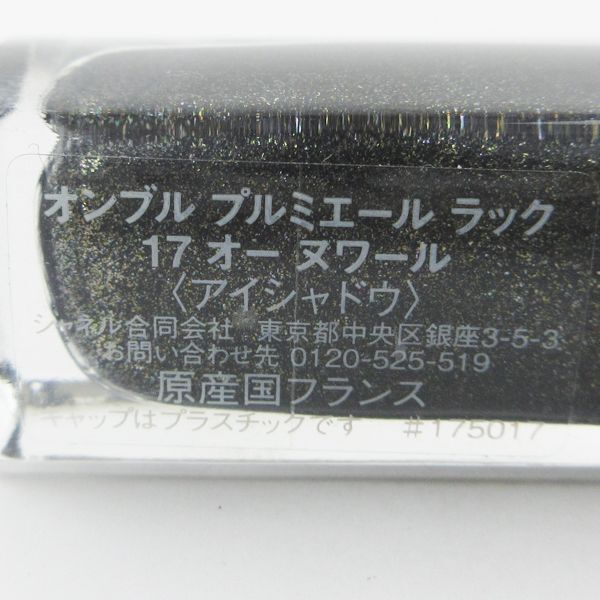 オンブル プルミエール ラック
17 オー ヌワール
〈アイシャドウ〉
シャネル合同会社 東京都中央区銀座3-5-3
お問い合わせ先 0120-525-519
原産国フランス
キャップはプラスチックです #175017